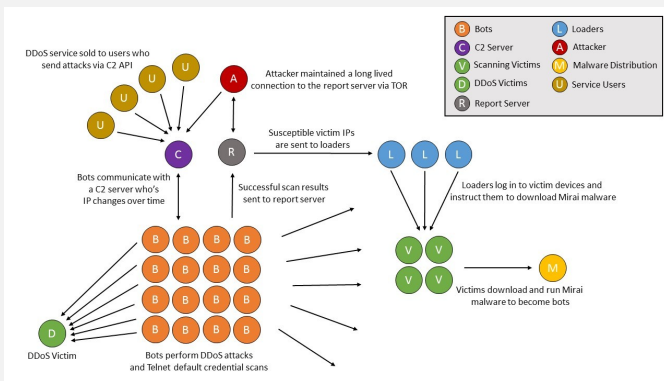 B Bots
C C2 Server
V Scanning Victims
D DDoS Victims
R Report Server
L Loaders
A Attacker
M Malware Distribution
U Service Users
DDoS service sold to users who
send attacks via C2 API
U
U
U
U
A
Attacker maintained a long lived
connection to the report server via TOR
C
R
Susceptible victim IPs
are sent to loaders
L L L
Bots communicate with
a C2 server who's
IP changes over time
Successful scan results
sent to report server
Loaders log in to victim devices and
instruct them to download Mirai malware
B B B B
B B B B
B B B B
B B B B
V V
V V
M
Victims download and run Mirai
malware to become bots
D
DDoS Victim
Bots perform DDoS attacks
and Telnet default credential scans